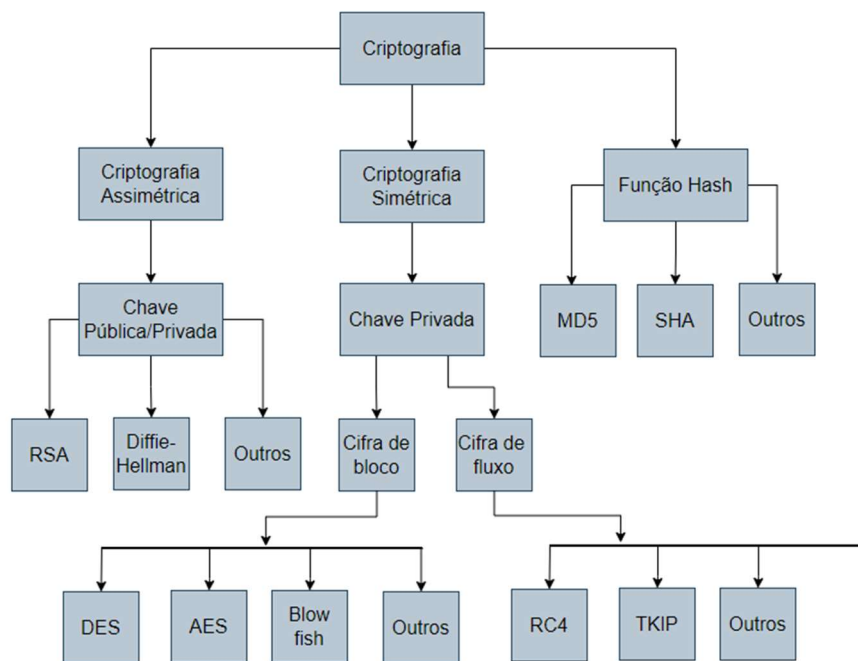 Criptografia
Criptografia
Assimétrica
Criptografia
Simétrica
Função Hash
Chave
Pública/Privada
Chave Privada
MD5
SHA
Outros
RSA
Diffie-
Hellman
Outros
Cifra de
bloco
Cifra de
fluxo
DES
AES
Blow
fish
Outros
RC4
TKIP
Outros